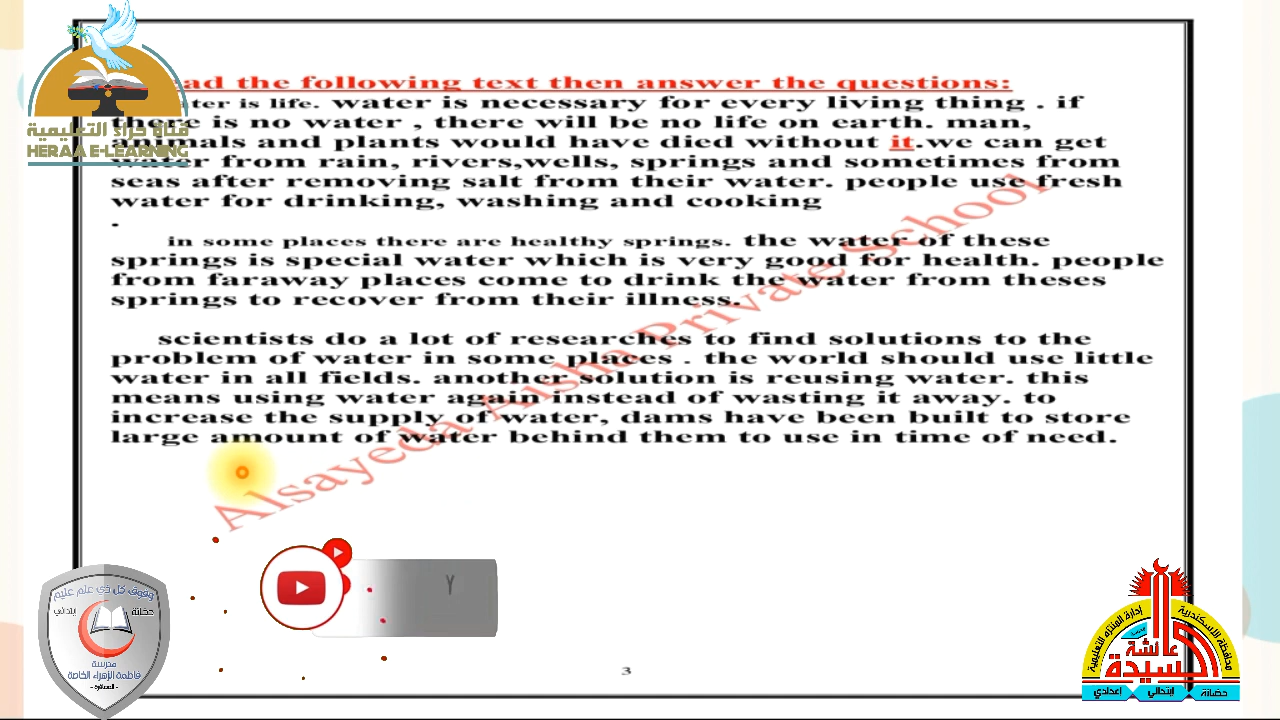 ad the following text then answer the questions:
ter is life. water is necessary for every living thing . if
there is no water , there will be no life on earth. man,
animals and plants would have died without it.we can get
water from rain, rivers,wells, springs and sometimes from
seas after removing salt from their water. people use fresh
water for drinking, washing and cooking
.
in some places there are healthy springs. the water of these
springs is special water which is very good for health. people
from faraway places come to drink the water from theses
springs to recover from their illness.
scientists do a lot of researches to find solutions to the
problem of water in some places . the world should use little
water in all fields. another solution is reusing water. this
means using water again instead of wasting it away. to
increase the supply of water, dams have been built to store
large amount of water behind them to use in time of need.
Alsayeda Aisha Private School
3
قناة حراء التعليمية
HERAA E-LEARNING
وفوق كل ذي علم عليم
حضانة
مدرسة
فاطمة الزهراء الخاصة
محافظة الأسكندرية
إدارة المنتزه التعليمية
السيدة عائشة
حضانة
إبتدائي
إعدادي